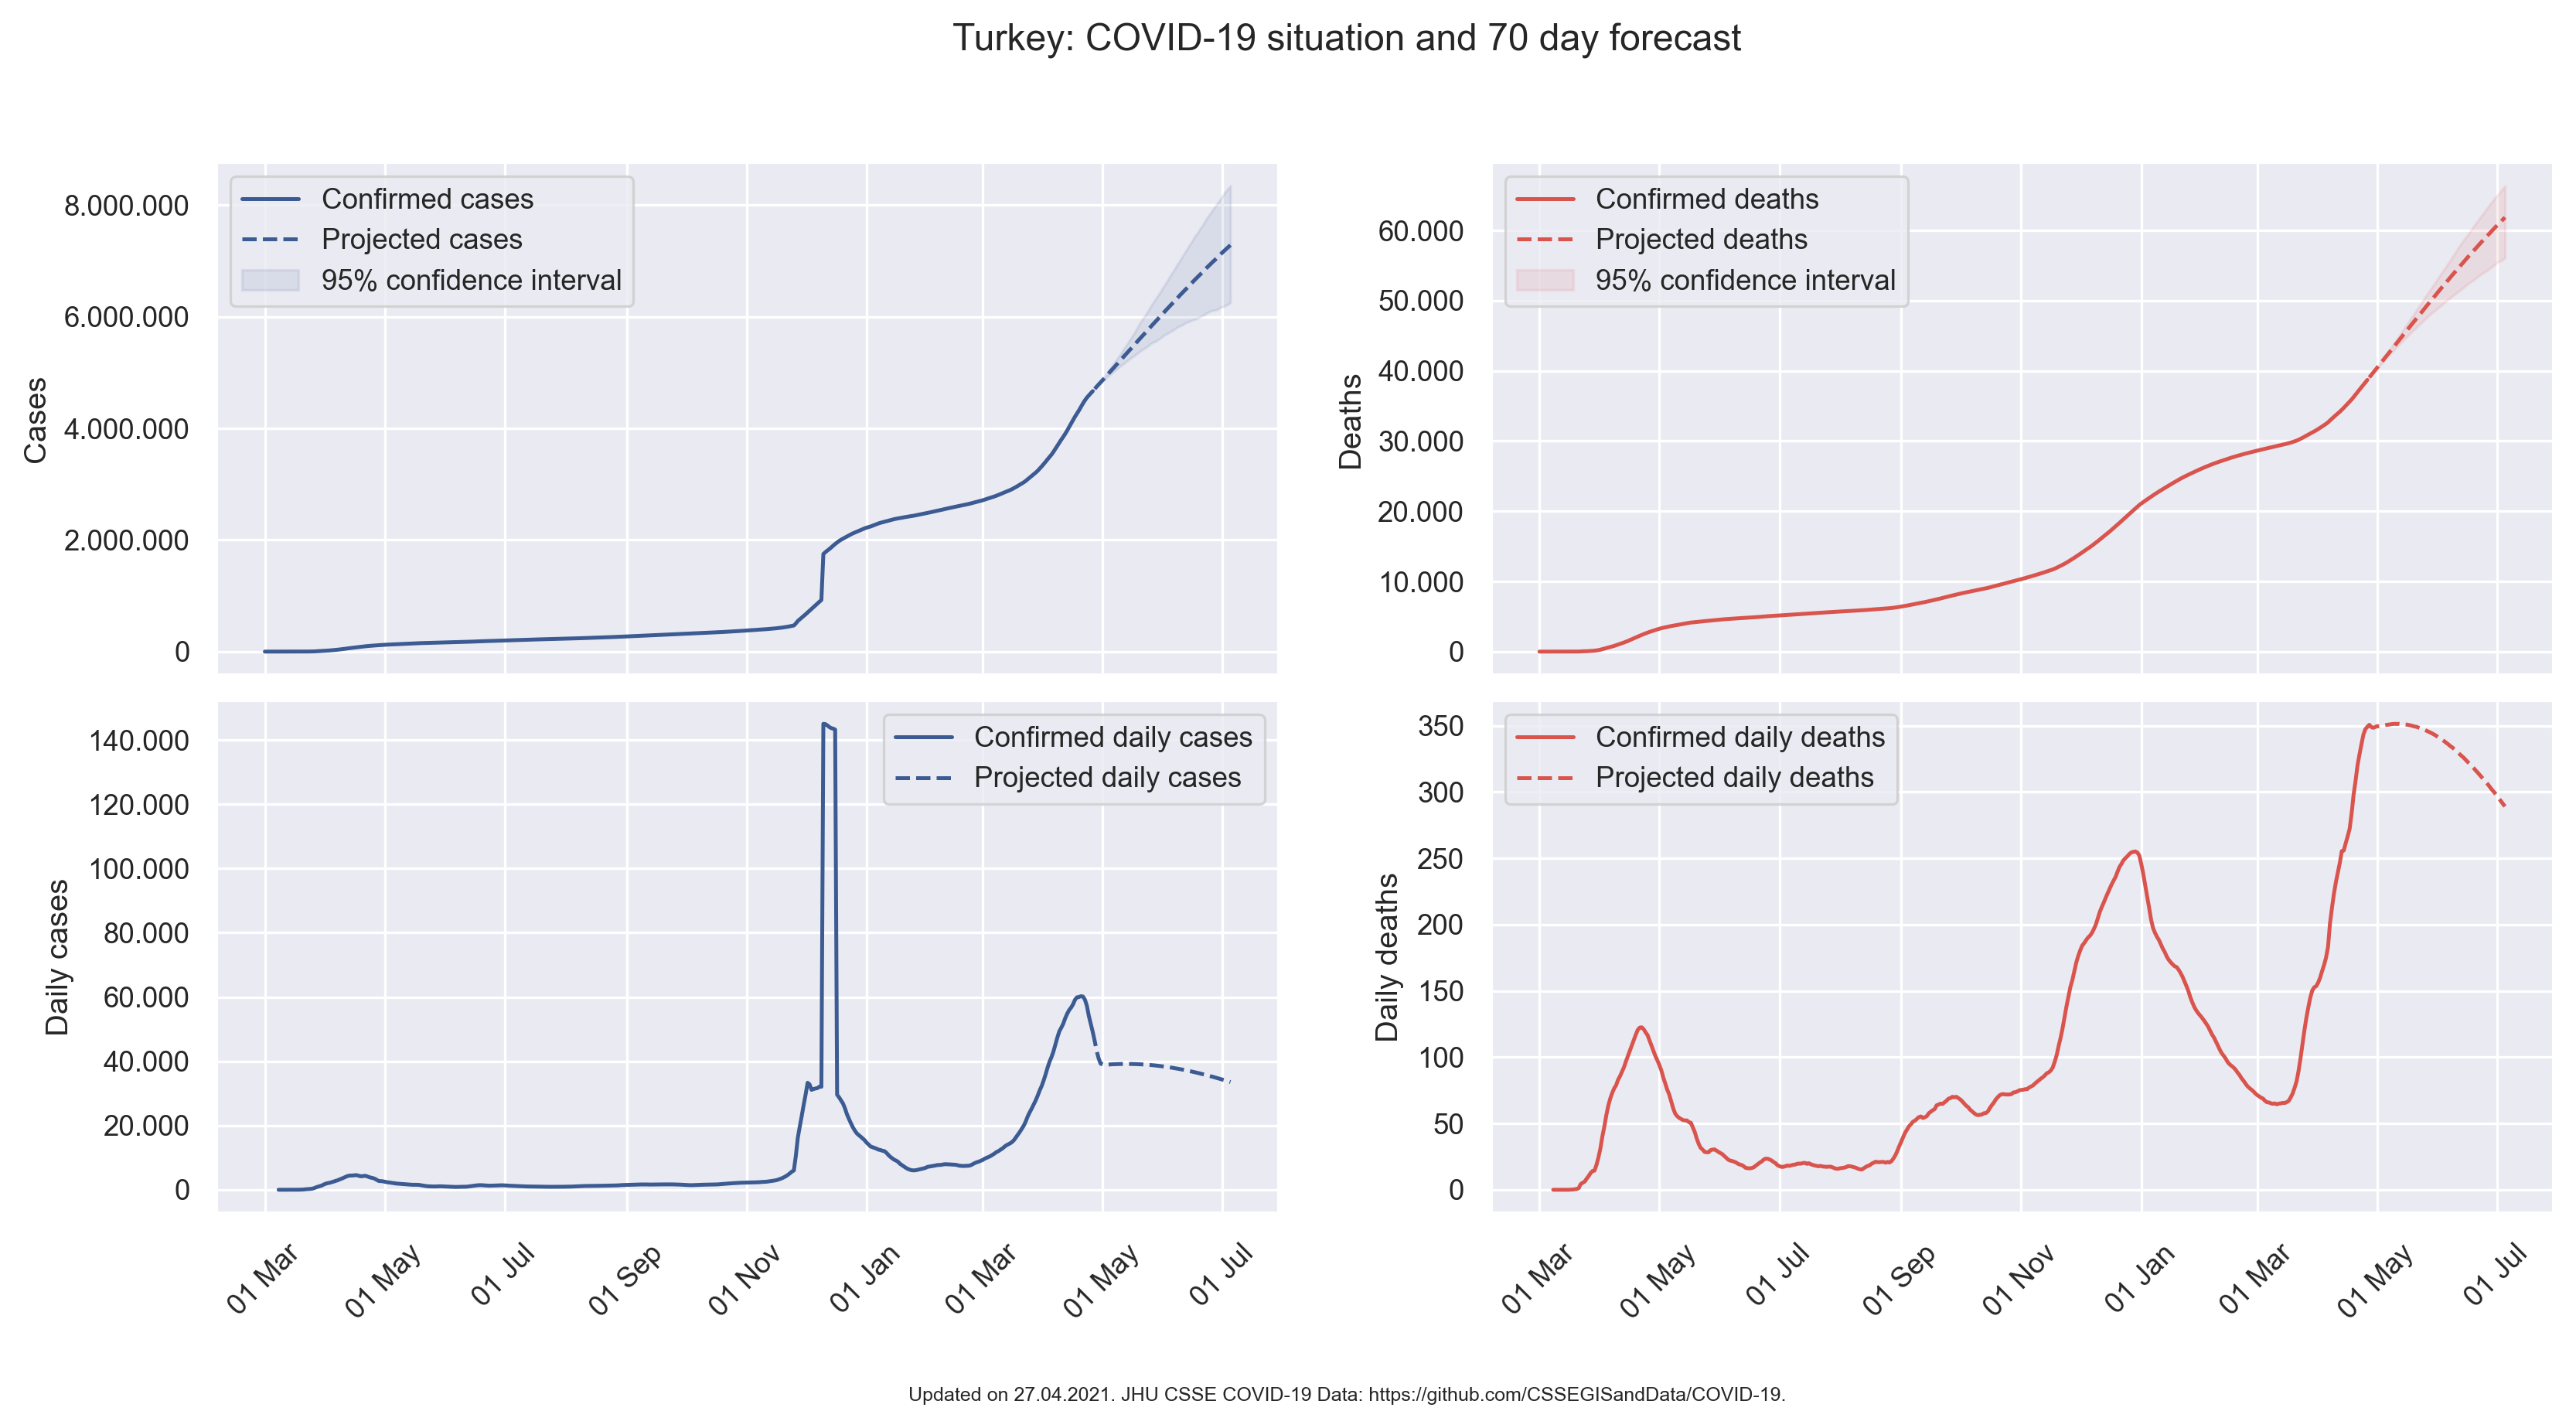 Turkey: COVID-19 situation and 70 day forecast
Cases
8.000.000
6.000.000
4.000.000
2.000.000
0
Confirmed cases
Projected cases
95% confidence interval
Deaths
60.000
50.000
40.000
30.000
20.000
10.000
0
Confirmed deaths
Projected deaths
95% confidence interval
Daily cases
140.000
120.000
100.000
80.000
60.000
40.000
20.000
0
Confirmed daily cases
Projected daily cases
01 Mar
01 May
01 Jul
01 Sep
01 Nov
01 Jan
01 Mar
01 May
01 Jul
Daily deaths
350
300
250
200
150
100
50
0
Confirmed daily deaths
Projected daily deaths
01 Mar
01 May
01 Jul
01 Sep
01 Nov
01 Jan
01 Mar
01 May
01 Jul
Updated on 27.04.2021. JHU CSSE COVID-19 Data: https://github.com/CSSEGISandData/COVID-19.